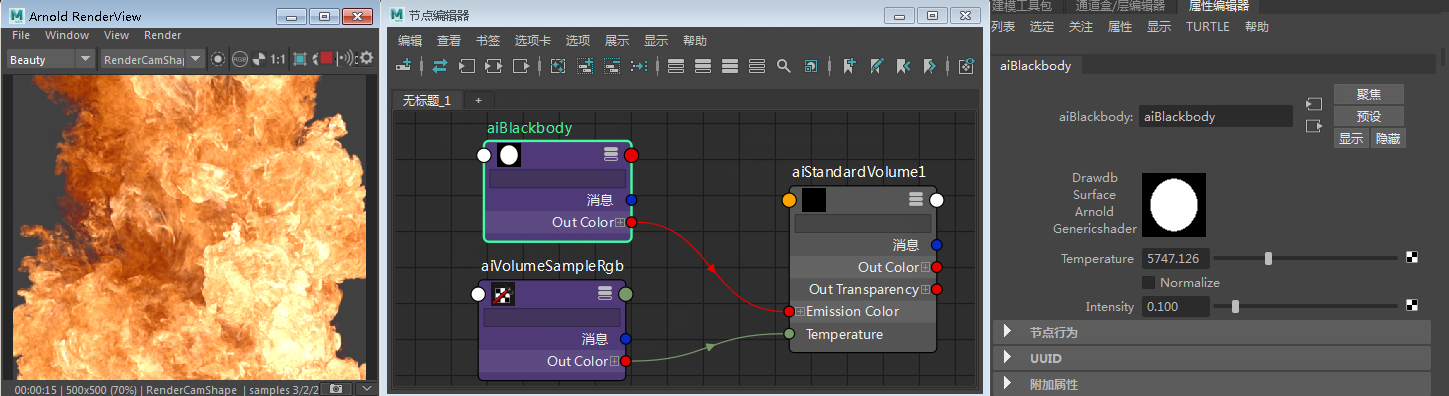 Arnold RenderView
File Window View Render
Beauty RenderCamShap RGB 1:1
00:00:15 | 500x500 (70%) | RenderCamShape | samples 3/2/2
节点编辑器
编辑 查看 书签 选项卡 选项 展示 显示 帮助
无标题_1 +
aiBlackbody
消息
Out Color
aiVolumeSampleRgb
消息
Out Color
aiStandardVolume1
消息
Out Color
Out Transparency
Emission Color
Temperature
建模工具包 通道盒/层编辑器 属性编辑器
列表 选定 关注 属性 显示 TURTLE 帮助
aiBlackbody
aiBlackbody: aiBlackbody
聚焦
预设
显示 隐藏
Drawdb
Surface
Arnold
Genericshader
Temperature 5747.126
Normalize
Intensity 0.100
节点行为
UUID
附加属性